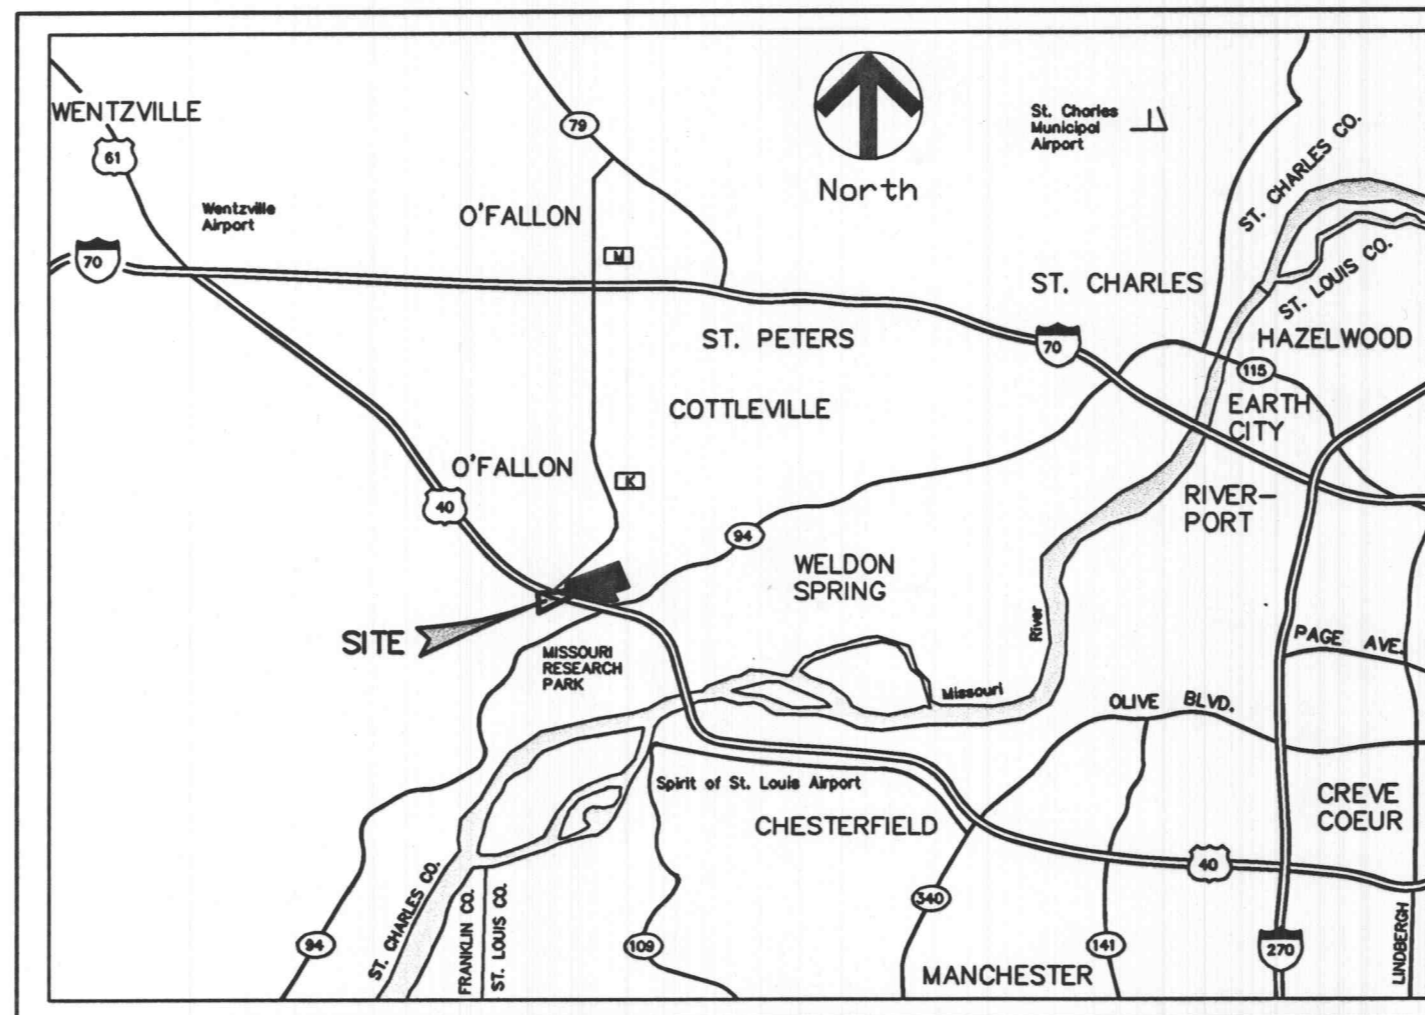 WENTZVILLE
61
Wentzville
Airport
70
79
O'FALLON
M
North
St. Charles
Municipal
Airport
ST. CHARLES CO.
ST. LOUIS CO.
ST. CHARLES
HAZELWOOD
ST. PETERS
70
115
COTTLEVILLE
EARTH
CITY
O'FALLON
K
40
RIVER-
PORT
94
WELDON
SPRING
SITE
MISSOURI
RESEARCH
PARK
River
Missouri
PAGE AVE.
OLIVE BLVD.
Spirit of St. Louis Airport
CHESTERFIELD
CREVE
COEUR
40
ST. CHARLES CO.
FRANKLIN CO.
ST. LOUIS CO.
94
109
340
141
270
LINDBERGH
MANCHESTER